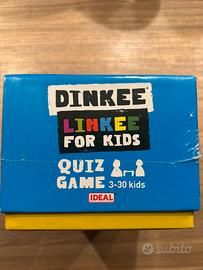 DINKEE
LINKEE
FOR KIDS
QUIZ
GAME 3-30 kids
IDEAL
subito